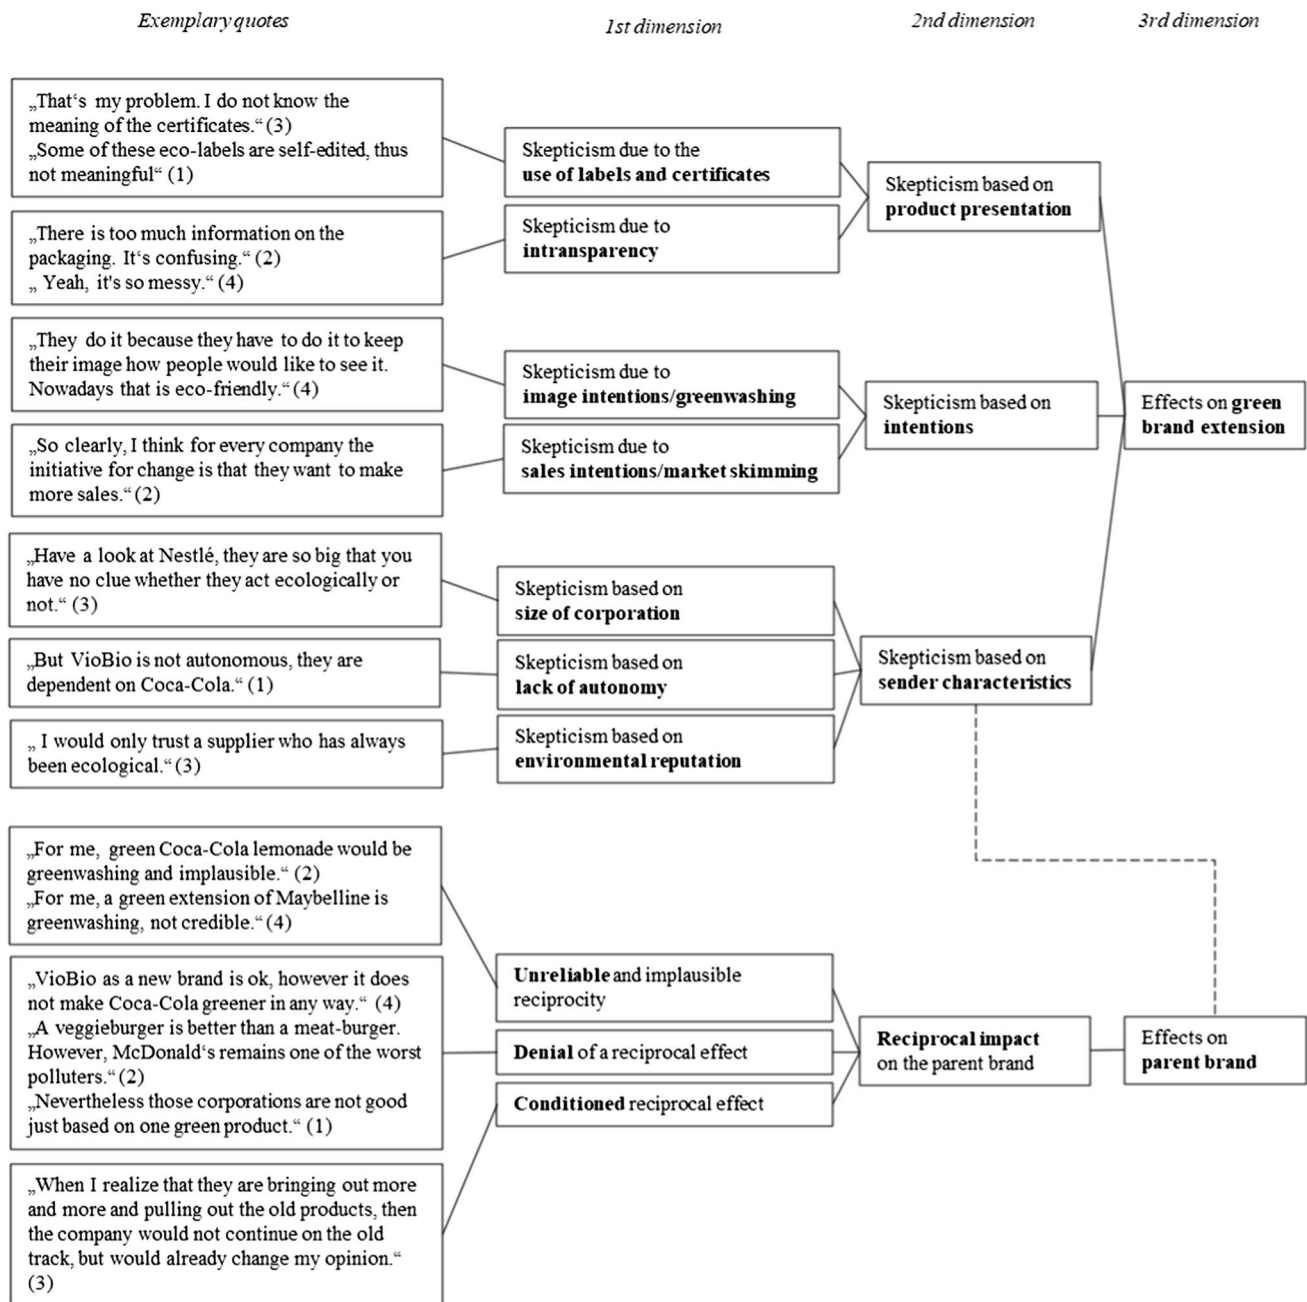 Exemplary quotes
1st dimension
2nd dimension
3rd dimension
„That‘s my problem. I do not know the
meaning of the certificates.“ (3)
„Some of these eco-labels are self-edited, thus
not meaningful“ (1)
„There is too much information on the
packaging. It‘s confusing.“ (2)
„ Yeah, it's so messy.“ (4)
„They do it because they have to do it to keep
their image how people would like to see it.
Nowadays that is eco-friendly.“ (4)
„So clearly, I think for every company the
initiative for change is that they want to make
more sales.“ (2)
„Have a look at Nestlé, they are so big that you
have no clue whether they act ecologically or
not.“ (3)
„But VioBio is not autonomous, they are
dependent on Coca-Cola.“ (1)
„ I would only trust a supplier who has always
been ecological.“ (3)
„For me, green Coca-Cola lemonade would be
greenwashing and implausible.“ (2)
„For me, a green extension of Maybelline is
greenwashing, not credible.“ (4)
„VioBio as a new brand is ok, however it does
not make Coca-Cola greener in any way.“ (4)
„A veggieburger is better than a meat-burger.
However, McDonald‘s remains one of the worst
polluters.“ (2)
„Nevertheless those corporations are not good
just based on one green product.“ (1)
„When I realize that they are bringing out more
and more and pulling out the old products, then
the company would not continue on the old
track, but would already change my opinion.“
(3)
Skepticism due to the
use of labels and certificates
Skepticism due to
intransparency
Skepticism due to
image intentions/greenwashing
Skepticism due to
sales intentions/market skimming
Skepticism based on
size of corporation
Skepticism based on
lack of autonomy
Skepticism based on
environmental reputation
Unreliable and implausible
reciprocity
Denial of a reciprocal effect
Conditioned reciprocal effect
Skepticism based on
product presentation
Skepticism based on
intentions
Skepticism based on
sender characteristics
Reciprocal impact
on the parent brand
Effects on green
brand extension
Effects on
parent brand